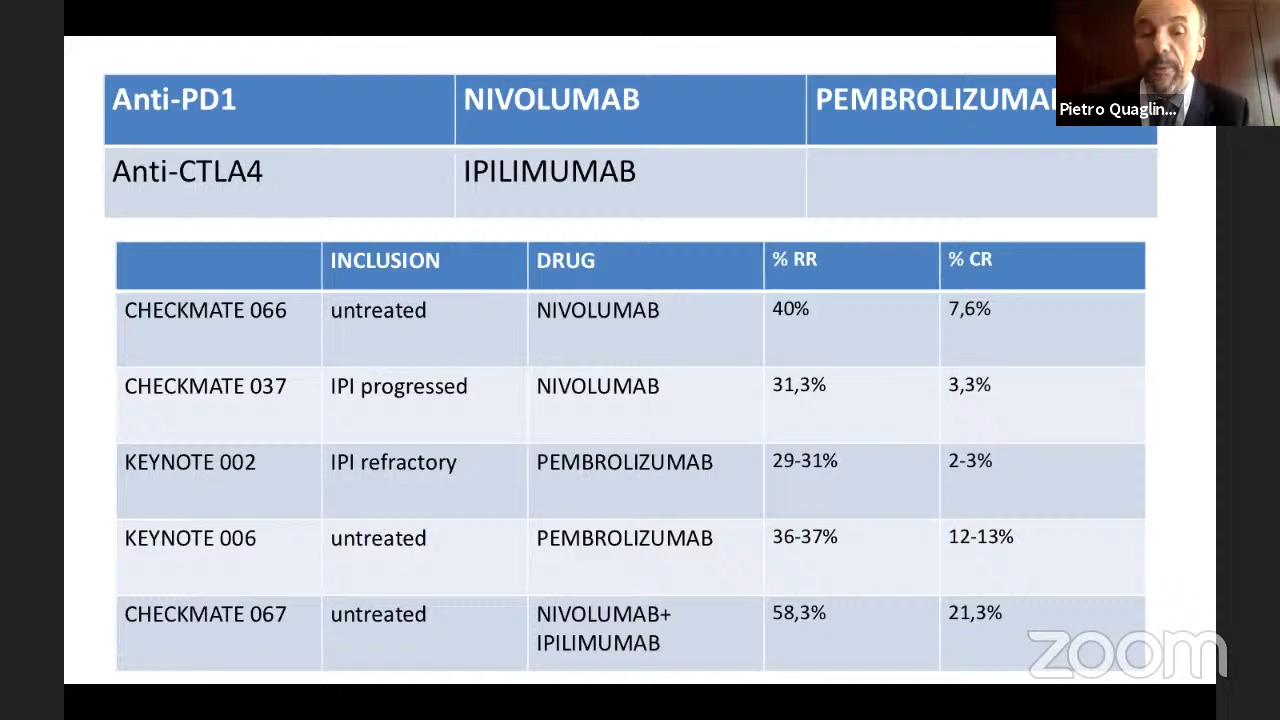 Anti-PD1 NIVOLUMAB
Pietro Quaglin...
Anti-CTLA4 IPILIMUMAB
INCLUSION DRUG % RR % CR
CHECKMATE 066 untreated NIVOLUMAB 40% 7,6%
CHECKMATE 037 IPI progressed NIVOLUMAB 31,3% 3,3%
KEYNOTE 002 IPI refractory PEMBROLIZUMAB 29-31% 2-3%
KEYNOTE 006 untreated PEMBROLIZUMAB 36-37% 12-13%
CHECKMATE 067 untreated NIVOLUMAB+ 58,3% 21,3%
IPILIMUMAB
zoom